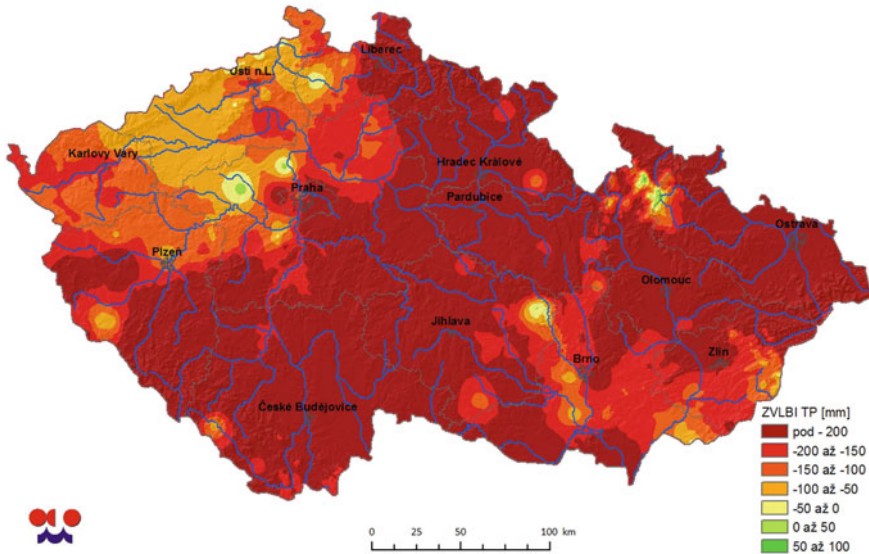 Liberec
Ústí n.L
Karlovy Vary
Praha
Hradec Králové
Pardubice
Plzeň
Ostrava
Olomouc
Jihlava
Brno
Zlín
České Budějovice
ZVLBI TP [mm]
pod - 200
-200 až -150
-150 až -100
-100 až -50
-50 až 0
0 až 50
50 až 100
0 25 50 100 km